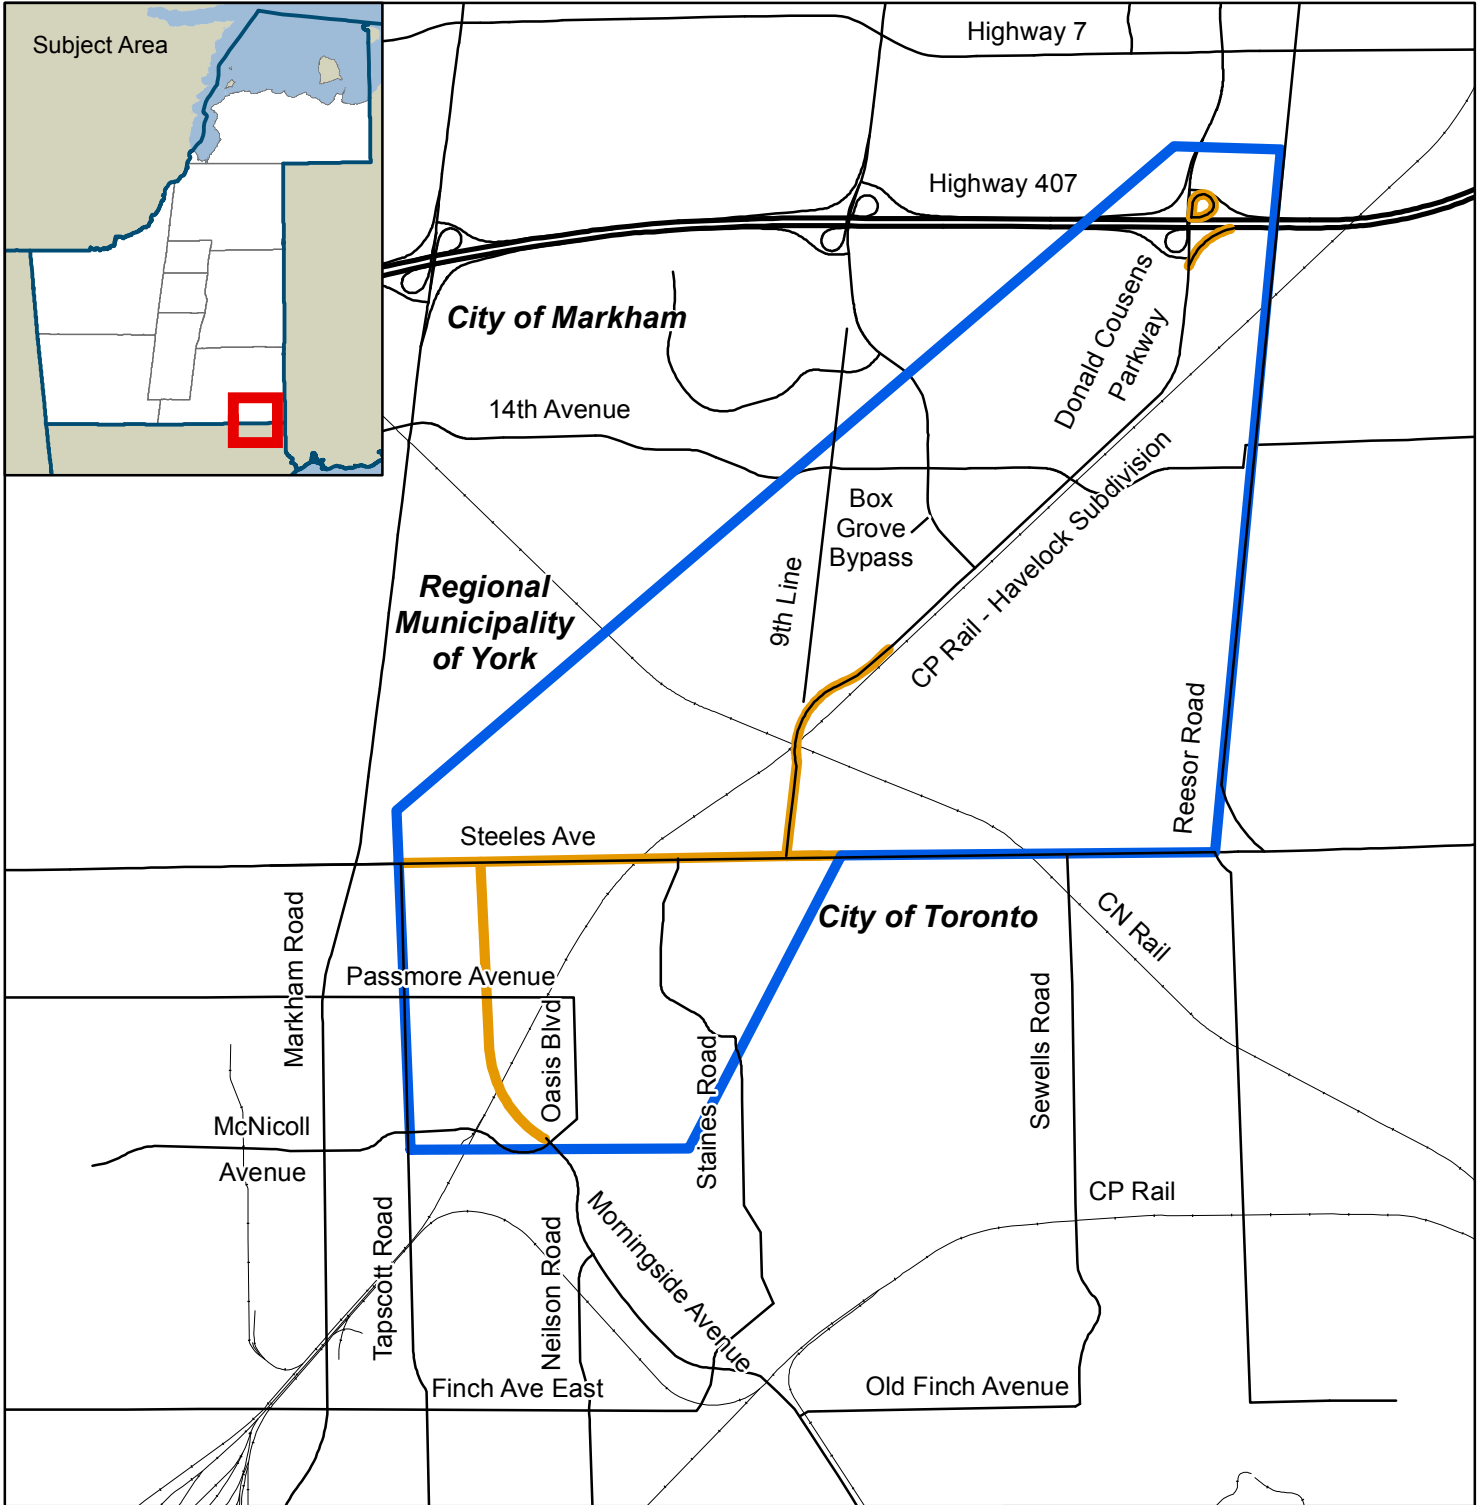 Subject Area
Highway 7
Highway 407
City of Markham
Donald Cousens
Parkway
14th Avenue
Box
Grove
Bypass
CP Rail - Havelock Subdivision
9th Line
Regional
Municipality
of York
Reesor Road
Steeles Ave
City of Toronto
CN Rail
Markham Road
Passmore Avenue
Oasis Blvd
Staines Road
Sewells Road
McNicoll
Avenue
CP Rail
Tapscott Road
Neilson Road
Morningside Avenue
Finch Ave East
Old Finch Avenue